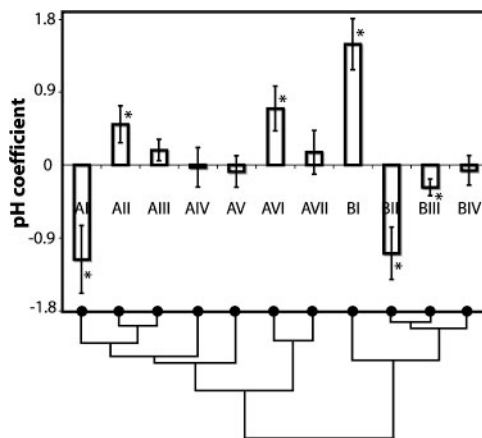 1.8
0.9
0
-0.9
-1.8
pH coefficient
AI AII AIII AIV AV AVI AVII BI BII BIII BIV
* * * * * *